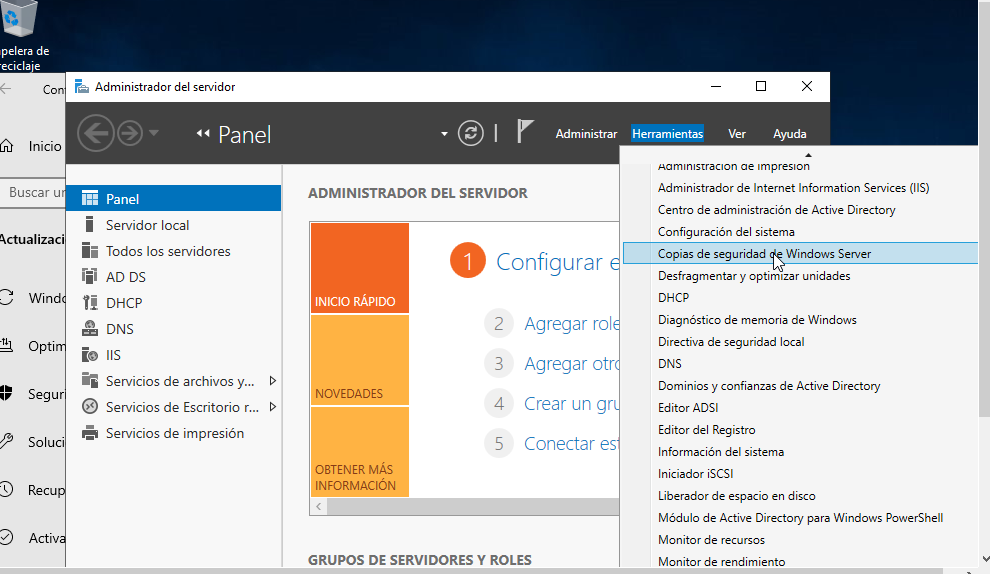 pelera de
reciclaje
Conf
Inicio
Buscar un
Actualizaci
Windo
Optim
Seguri
Soluci
Recup
Activa
Administrador del servidor
Panel
Administrar
Herramientas
Ver
Ayuda
Panel
Servidor local
Todos los servidores
AD DS
DHCP
DNS
IIS
Servicios de archivos y...
Servicios de Escritorio r...
Servicios de impresión
ADMINISTRADOR DEL SERVIDOR
INICIO RÁPIDO
NOVEDADES
OBTENER MÁS
INFORMACIÓN
1 Configurar e
2 Agregar role
3 Agregar otro
4 Crear un gru
5 Conectar est
GRUPOS DE SERVIDORES Y ROLES
Administración de impresión
Administrador de Internet Information Services (IIS)
Centro de administración de Active Directory
Configuración del sistema
Copias de seguridad de Windows Server
Desfragmentar y optimizar unidades
DHCP
Diagnóstico de memoria de Windows
Directiva de seguridad local
DNS
Dominios y confianzas de Active Directory
Editor ADSI
Editor del Registro
Información del sistema
Iniciador iSCSI
Liberador de espacio en disco
Módulo de Active Directory para Windows PowerShell
Monitor de recursos
Monitor de rendimiento